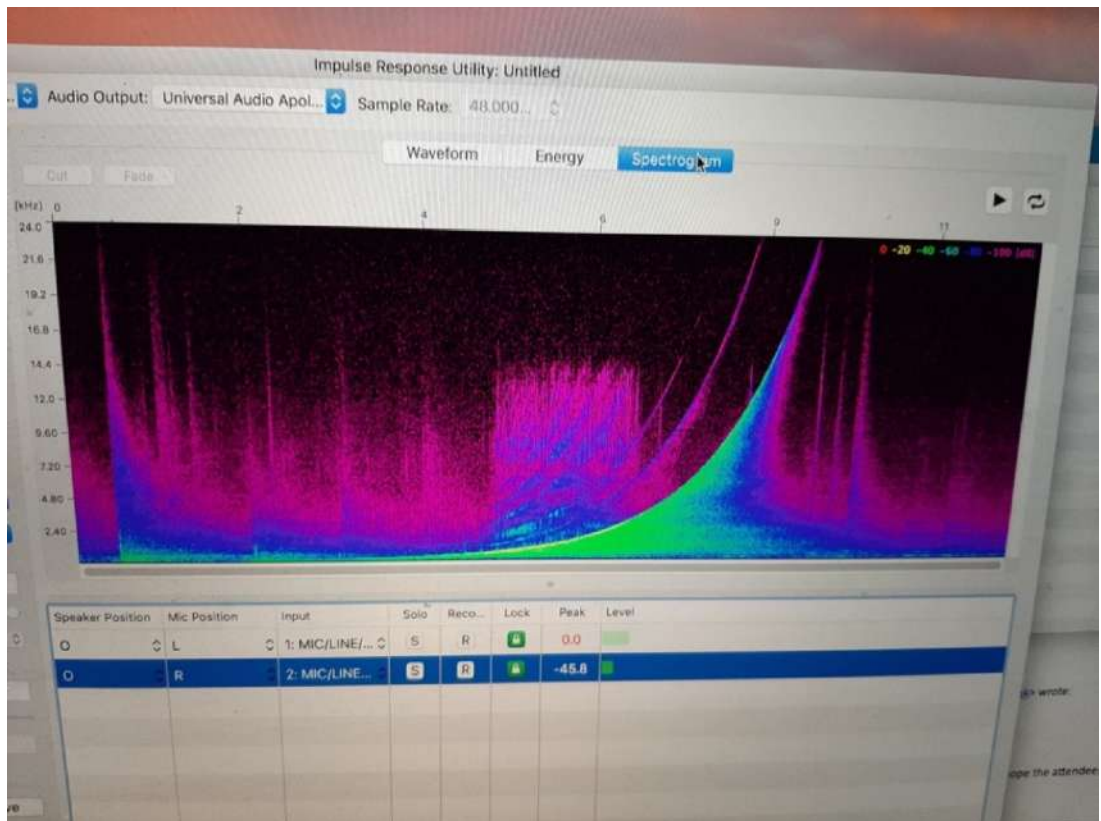 Impulse Response Utility: Untitled
Audio Output: Universal Audio Apol... Sample Rate: 48.000...
Waveform Energy Spectrogram
Cut Fade
[kHz] 0 2 4 6 9 11
24.0
0 -20 -40 -60 -100 [dB]
21.6
19.2
16.8
14.4
12.0
9.60
7.20
4.80
2.40
Speaker Position Mic Position Input Solo Reco... Lock Peak Level
O L 1: MIC/LINE/... S R 0.0
O R 2: MIC/LINE... S R -45.8
wrote:
ope the attendee
ve